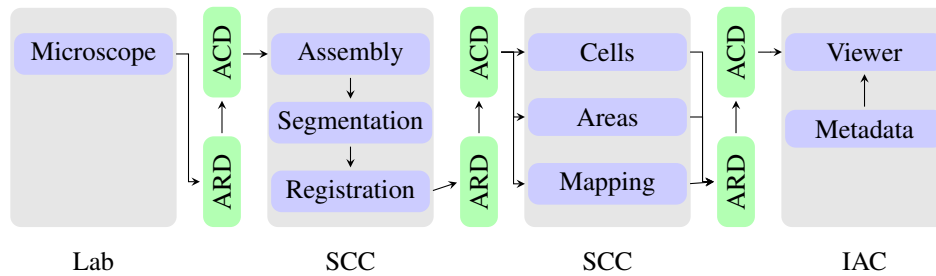 Microscope
ACD
ARD
Assembly
Segmentation
Registration
ACD
ARD
Cells
Areas
Mapping
ACD
ARD
Viewer
Metadata
Lab
SCC
SCC
IAC